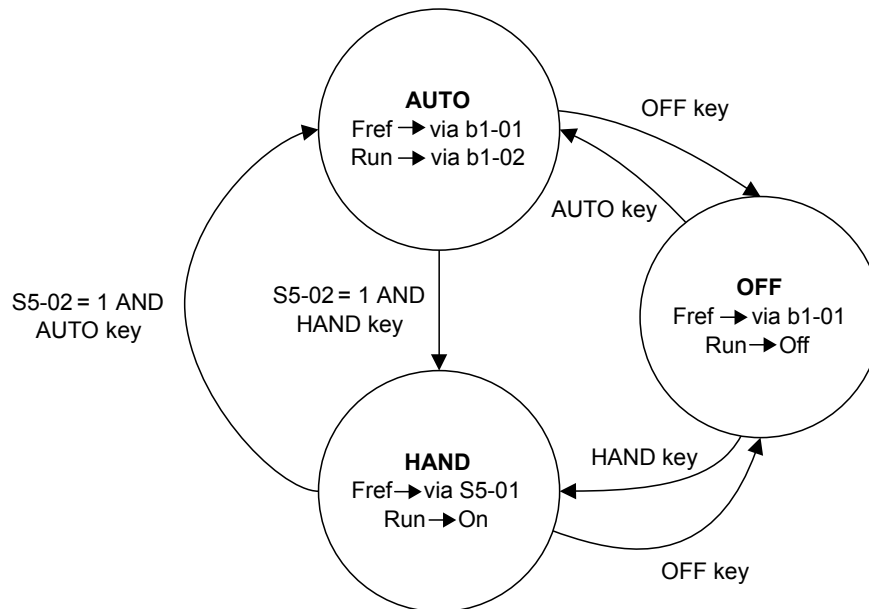 AUTO
Fref → via b1-01
Run → via b1-02
OFF key
AUTO key
S5-02 = 1 AND
AUTO key
S5-02 = 1 AND
HAND key
OFF
Fref → via b1-01
Run → Off
HAND
Fref → via S5-01
Run → On
HAND key
OFF key